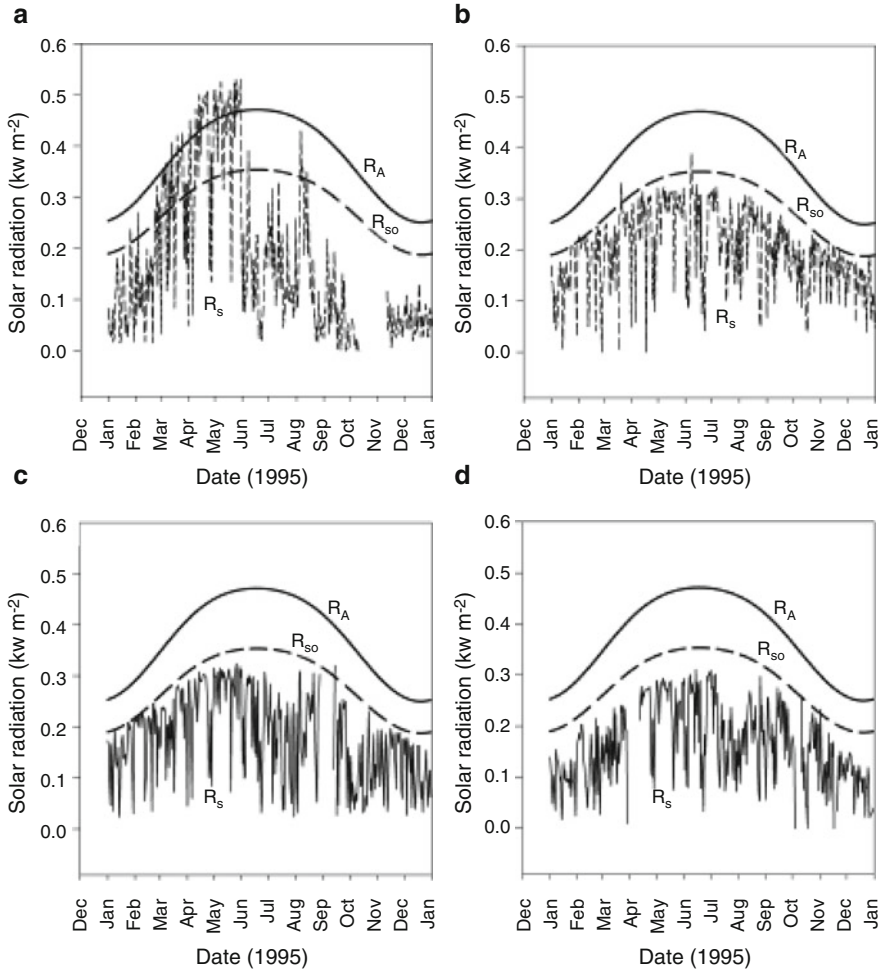 a
Solar radiation (kw m-2)
0.6
0.5
0.4
0.3
0.2
0.1
0.0
RA
Rso
Rs
Dec Jan Feb Mar Apr May Jun Jul Aug Sep Oct Nov Dec Jan
Date (1995)
b
Solar radiation (kw m-2)
0.6
0.5
0.4
0.3
0.2
0.1
0.0
RA
Rso
Rs
Dec Jan Feb Mar Apr May Jun Jul Aug Sep Oct Nov Dec Jan
Date (1995)
c
Solar radiation (kw m-2)
0.6
0.5
0.4
0.3
0.2
0.1
0.0
RA
Rso
Rs
Dec Jan Feb Mar Apr May Jun Jul Aug Sep Oct Nov Dec Jan
Date (1995)
d
Solar radiation (kw m-2)
0.6
0.5
0.4
0.3
0.2
0.1
0.0
RA
Rso
Rs
Dec Jan Feb Mar Apr May Jun Jul Aug Sep Oct Nov Dec Jan
Date (1995)